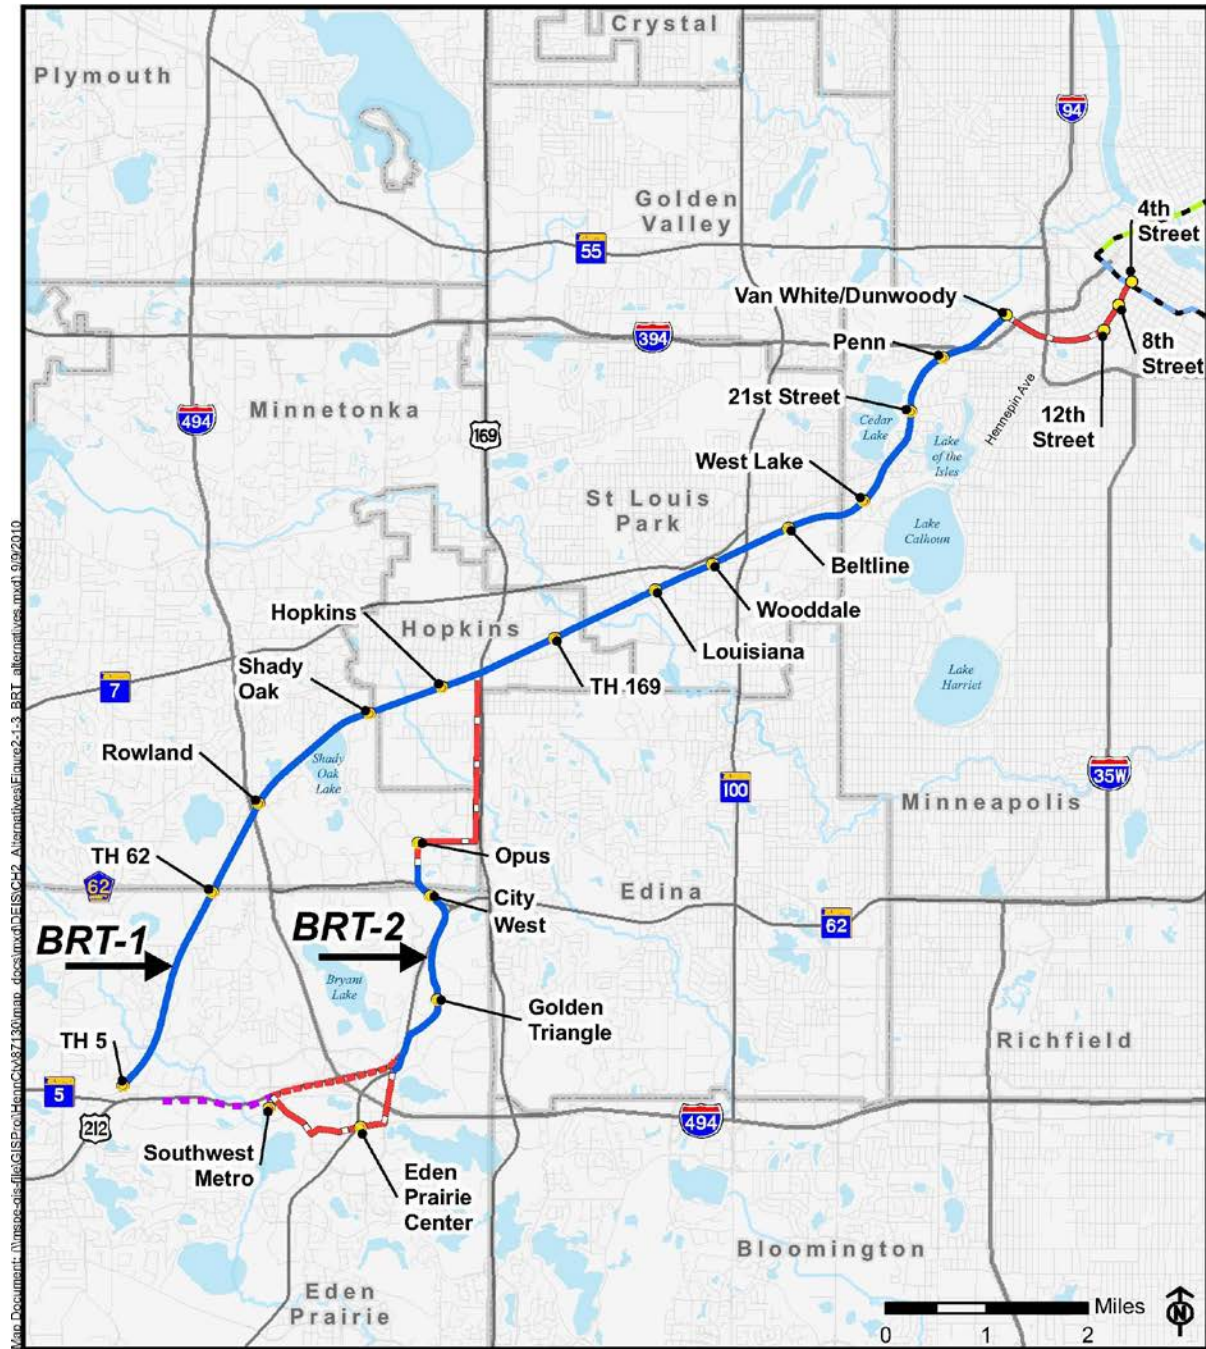 Crystal
Plymouth
94
Golden
Valley
4th
Street
55
Van White/Dunwoody
394
Penn
8th
Street
Minnetonka
494
21st Street
Cedar
Lake
Hennepin Ave
12th
Street
169
Lake
of the
Isles
West Lake
St Louis
Park
Lake
Calhoun
Beltline
Hopkins
Wooddale
Hopkins
Louisiana
Shady
Oak
Lake
Harriet
7
TH 169
Rowland
Shady
Oak
Lake
35W
100
Minneapolis
TH 62
Opus
62
Edina
City
West
62
BRT-1
BRT-2
Bryant
Lake
Golden
Triangle
TH 5
Richfield
5
212
494
Southwest
Metro
Eden
Prairie
Center
Bloomington
Eden
Prairie
Miles
0 1 2
N